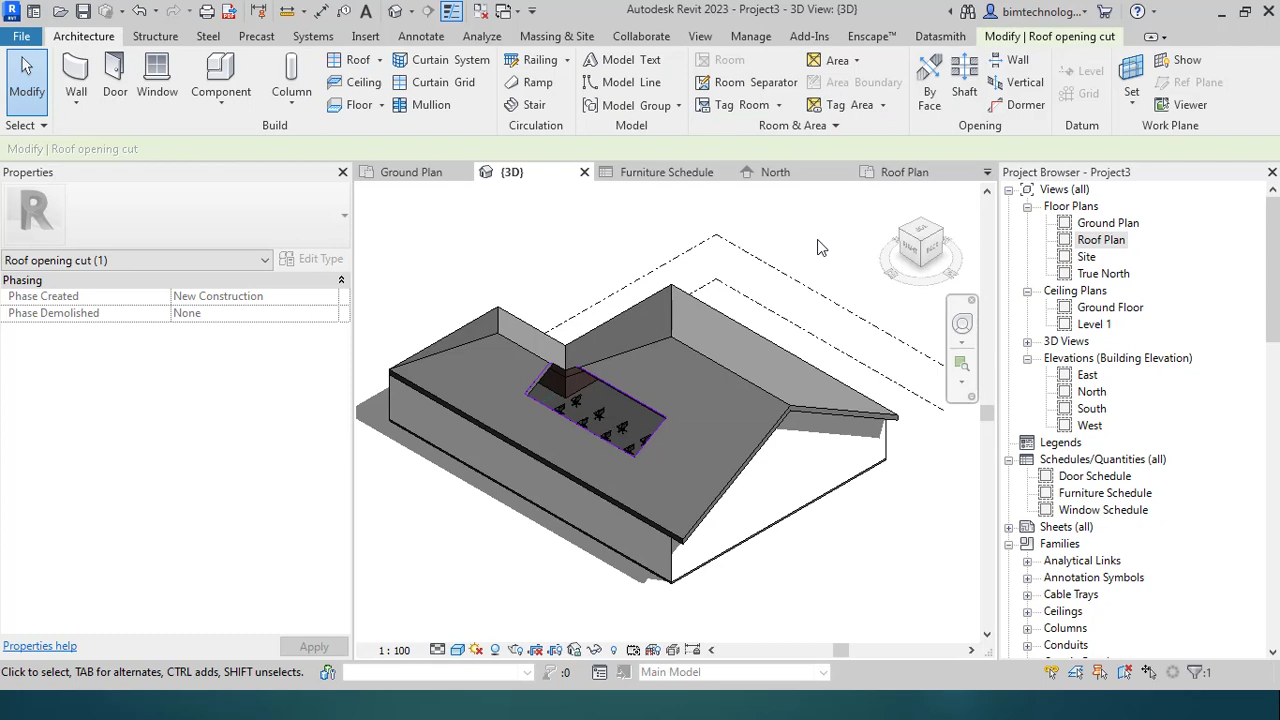 Autodesk Revit 2023 - Project3 - 3D View: {3D}
bimtechnolog...
File Architecture Structure Steel Precast Systems Insert Annotate Analyze Massing & Site Collaborate View Manage Add-Ins Enscape™ Datasmith Modify | Roof opening cut
Modify
Wall
Door
Window
Component
Column
Roof
Ceiling
Floor
Curtain System
Curtain Grid
Mullion
Railing
Ramp
Stair
Model Text
Model Line
Model Group
Room
Room Separator
Tag Room
Area
Area Boundary
Tag Area
By Face
Shaft
Wall
Vertical
Dormer
Level
Grid
Set
Show
Ref Plane
Viewer
Select Build Circulation Model Room & Area Opening Datum Work Plane
Modify | Roof opening cut
Properties
Roof opening cut (1) Edit Type
Phasing
Phase Created New Construction
Phase Demolished None
Properties help Apply
Ground Plan {3D} Furniture Schedule North Roof Plan
1 : 100
Project Browser - Project3
Views (all)
Floor Plans
Ground Plan
Roof Plan
Site
True North
Ceiling Plans
Ground Floor
Level 1
3D Views
Elevations (Building Elevation)
East
North
South
West
Legends
Schedules/Quantities (all)
Door Schedule
Furniture Schedule
Window Schedule
Sheets (all)
Families
Analytical Links
Annotation Symbols
Cable Trays
Ceilings
Columns
Conduits
Click to select, TAB for alternates, CTRL adds, SHIFT unselects. :0 Main Model :1